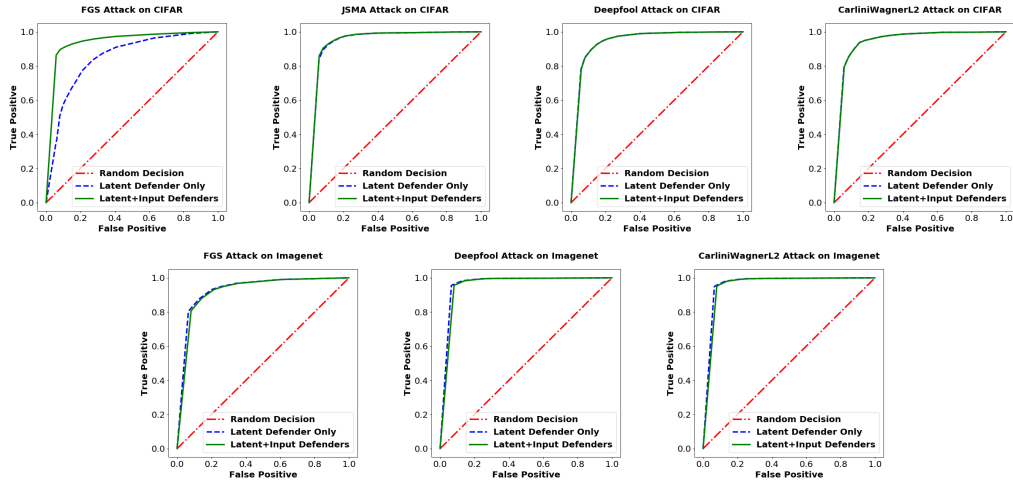 FGS Attack on CIFAR
True Positive
1.0
0.8
0.6
0.4
0.2
0.0
Random Decision
Latent Defender Only
Latent+Input Defenders
0.0 0.2 0.4 0.6 0.8 1.0
False Positive
JSMA Attack on CIFAR
True Positive
1.0
0.8
0.6
0.4
0.2
0.0
Random Decision
Latent Defender Only
Latent+Input Defenders
0.0 0.2 0.4 0.6 0.8 1.0
False Positive
Deepfool Attack on CIFAR
True Positive
1.0
0.8
0.6
0.4
0.2
0.0
Random Decision
Latent Defender Only
Latent+Input Defenders
0.0 0.2 0.4 0.6 0.8 1.0
False Positive
CarliniWagnerL2 Attack on CIFAR
True Positive
1.0
0.8
0.6
0.4
0.2
0.0
Random Decision
Latent Defender Only
Latent+Input Defenders
0.0 0.2 0.4 0.6 0.8 1.0
False Positive
FGS Attack on Imagenet
True Positive
1.0
0.8
0.6
0.4
0.2
0.0
Random Decision
Latent Defender Only
Latent+Input Defenders
0.0 0.2 0.4 0.6 0.8 1.0
False Positive
Deepfool Attack on Imagenet
True Positive
1.0
0.8
0.6
0.4
0.2
0.0
Random Decision
Latent Defender Only
Latent+Input Defenders
0.0 0.2 0.4 0.6 0.8 1.0
False Positive
CarliniWagnerL2 Attack on Imagenet
True Positive
1.0
0.8
0.6
0.4
0.2
0.0
Random Decision
Latent Defender Only
Latent+Input Defenders
0.0 0.2 0.4 0.6 0.8 1.0
False Positive